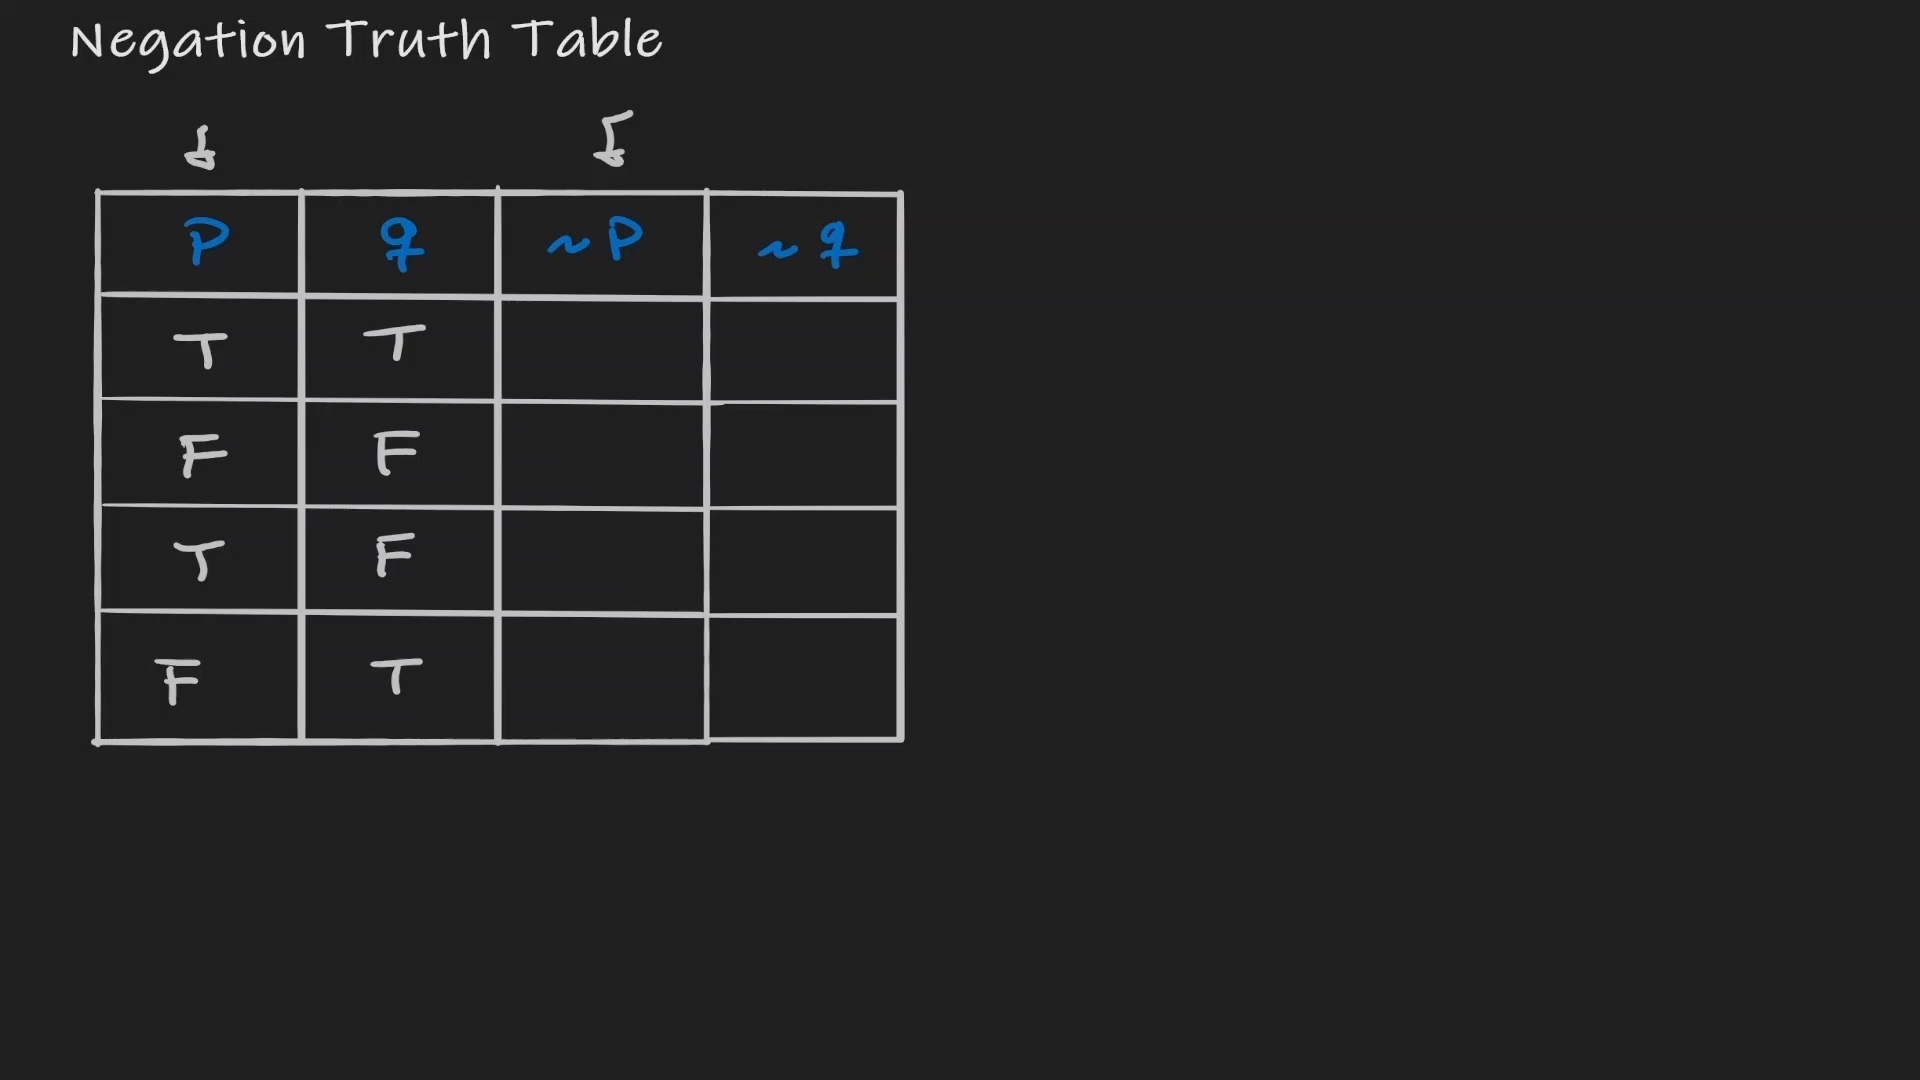 Negation Truth Table
P q ~P ~q
T T
F F
T F
F T